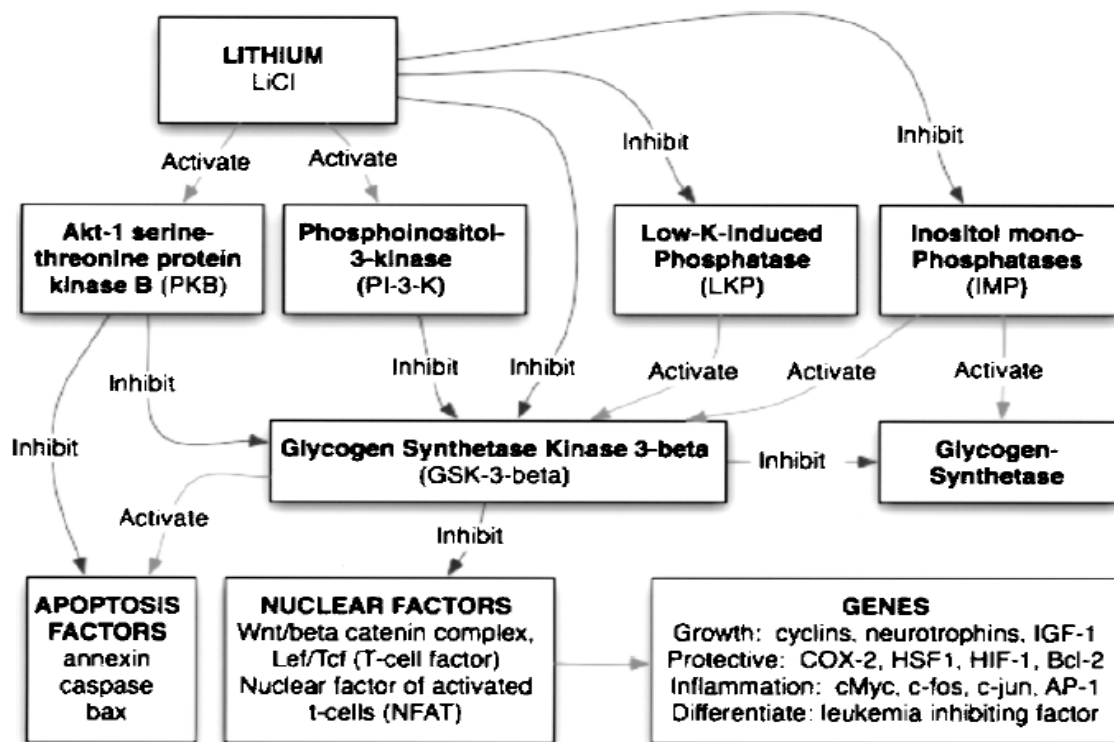 LITHIUM
LiCl
Inhibit
Inhibit
Activate
Activate
Akt-1 serine-
threonine protein
kinase B (PKB)
Phosphoinositol-
3-kinase
(PI-3-K)
Low-K-Induced
Phosphatase
(LKP)
Inositol mono-
Phosphatases
(IMP)
Inhibit
Inhibit
Inhibit
Activate
Activate
Activate
Inhibit
Glycogen Synthetase Kinase 3-beta
(GSK-3-beta)
Inhibit
Glycogen-
Synthetase
Activate
Inhibit
APOPTOSIS
FACTORS
annexin
caspase
bax
NUCLEAR FACTORS
Wnt/beta catenin complex,
Lef/Tcf (T-cell factor)
Nuclear factor of activated
t-cells (NFAT)
GENES
Growth: cyclins, neurotrophins, IGF-1
Protective: COX-2, HSF1, HIF-1, Bcl-2
Inflammation: cMyc, c-fos, c-jun, AP-1
Differentiate: leukemia inhibiting factor